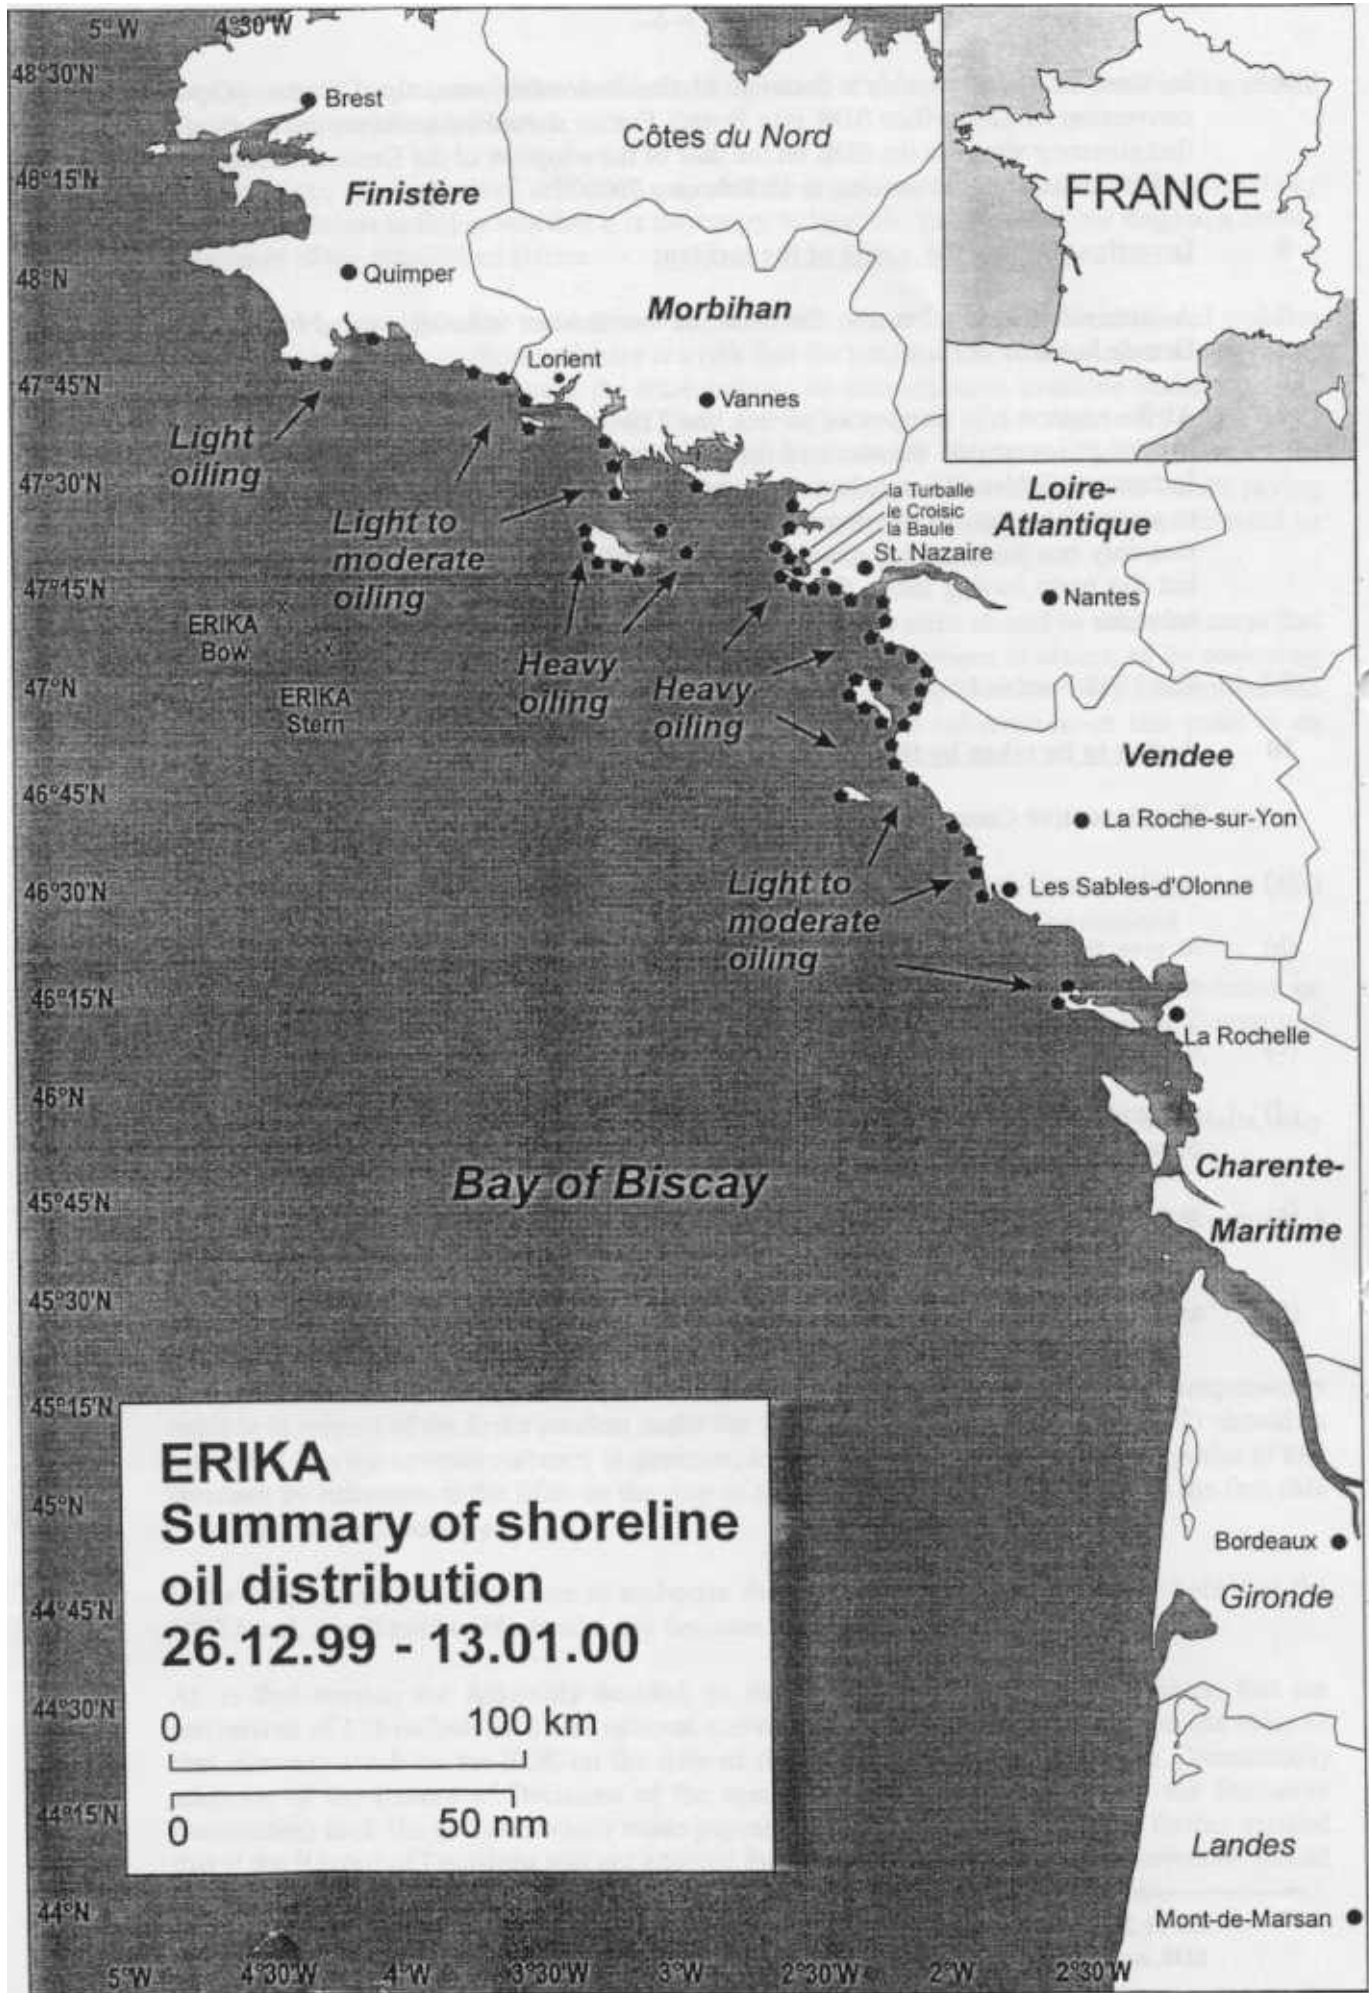 5° W
4°30'W
48°30'N
Brest
Côtes du Nord
FRANCE
48°15'N
Finistère
48°N
Quimper
Morbihan
Lorient
47°45'N
Vannes
Light
oiling
47°30'N
la Turballe
le Croisic
la Baule
Loire-
Atlantique
Light to
moderate
oiling
St. Nazaire
47°15'N
Nantes
ERIKA
Bow
Heavy
oiling
Heavy
oiling
47°N
ERIKA
Stern
Vendee
46°45'N
La Roche-sur-Yon
Light to
moderate
oiling
46°30'N
Les Sables-d'Olonne
46°15'N
La Rochelle
46°N
Bay of Biscay
Charente-
Maritime
45°45'N
45°30'N
45°15'N
ERIKA
Summary of shoreline
oil distribution
26.12.99 - 13.01.00
45°N
Bordeaux
Gironde
44°45'N
44°30'N
0 100 km
0 50 nm
44°15'N
Landes
44°N
Mont-de-Marsan
5°W
4°30'W
4°W
3°30'W
3°W
2°30'W
2°W
2°30'W